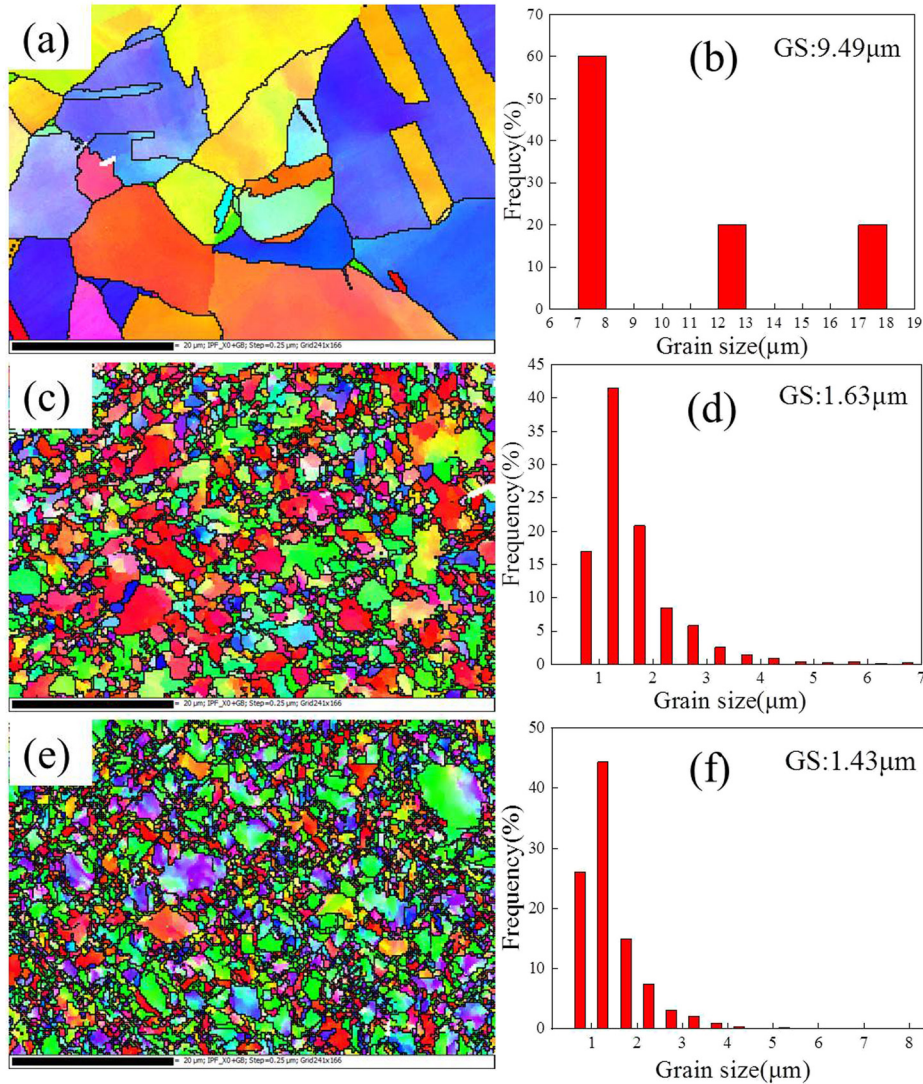 (a)
= 20 µm; IPF_X0+GB; Step=0.25 µm; Grid241x166
(b)
GS:9.49µm
Frequcy(%)
70
60
50
40
30
20
10
0
6 7 8 9 10 11 12 13 14 15 16 17 18 19
Grain size(µm)
(c)
= 20 µm; IPF_X0+GB; Step=0.25 µm; Grid241x166
(d)
GS:1.63µm
Frequency(%)
45
40
35
30
25
20
15
10
5
0
1 2 3 4 5 6 7
Grain size(µm)
(e)
= 20 µm; IPF_X0+GB; Step=0.25 µm; Grid241x166
(f)
GS:1.43µm
Frequency(%)
50
40
30
20
10
0
1 2 3 4 5 6 7 8
Grain size(µm)